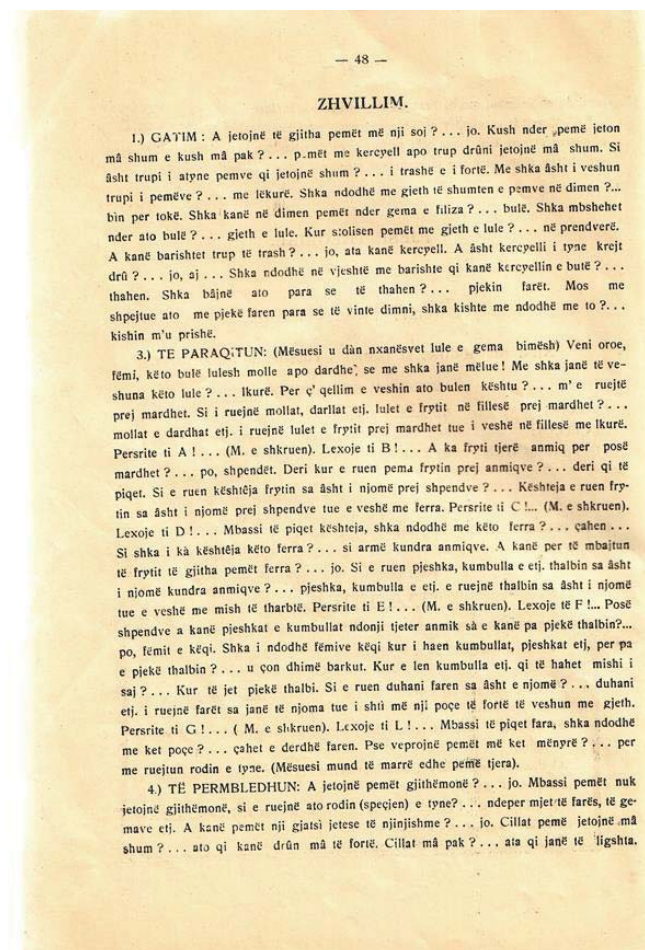 — 48 —
ZHVILLIM.
1.) GATIM : A jetojnë të gjitha pemët më nji soj ? . . . jo. Kush nder pemë jeton
mâ shum e kush mâ pak ? . . . p.mët me kercyell apo trup drûni jetojnë mâ shum. Si
âsht trupi i atyne pemve qi jetojnë shum ? . . . i trashë e i fortë. Me shka âsht i veshun
trupi i pemëve ? . . . me lëkurë. Shka ndodhë me gjeth të shumten e pemve në dimen ?...
bìn per tokë. Shka kanë në dimen pemët nder gema e filiza ? . . . bulë. Shka mbshehet
nder ato bulë ? . . . gjeth e lule. Kur stolisen pemët me gjeth e lule ? . . . në prendverë.
A kanë barishtet trup të trash ? . . . jo, ata kanë kercyell. A âsht kercyelli i tyne krejt
drû ? . . . jo, aj . . . Shka ndodhë në vjeshtë me barishte qi kanë kercyellin e butë ? . . .
thahen. Shka bâjnë ato para se të thahen ? . . . pjekin farët. Mos me
shpejtue ato me pjekë faren para se të vinte dimni, shka kishte me ndodhë me to ?. . .
kishin m'u prishë.
3.) TE PARAQITUN: (Mësuesi u dàn nxanësvet lule e gema bimësh) Veni oroe,
fëmi, këto bulë lulesh molle apo dardhe, se me shka janë mëlue! Me shka janë të ve-
shuna këto lule ? . . . lkurë. Per ç' qellim e veshin ato bulen kështu ? . . . m' e ruejtë
prej mardhet. Si i ruejnë mollat, darllat etj. lulet e frytit në fillesë prej mardhet ? . . .
mollat e dardhat etj. i ruejnë lulet e frytit prej mardhet tue i veshë në fillesë me lkurë.
Persrite ti A ! . . . (M. e shkruen). Lexoje ti B ! . . . A ka fryti tjerë anmiq per posë
mardhet ? . . . po, shpendët. Deri kur e ruen pema frytin prej anmiqve ? . . . deri qi të
piqet. Si e ruen kështêja frytin sa âsht i njomë prej shpendve ? . . . Kështeja e ruen fry-
tin sa âsht i njomë prej shpendve tue e veshë me ferra. Persrite ti C !... (M. e shkruen).
Lexoje ti D ! . . . Mbassi të piqet kështeja, shka ndodhë me këto ferra ? . . . çahen . . .
Si shka i kà kështêja këto ferra ? . . . si armë kundra anmiqve. A kanë per të mbajtun
të frytit të gjitha pemët ferra ? . . . jo. Si e ruen pjeshka, kumbulla e etj. thalbin sa âsht
i njomë kundra anmiqve ? . . . pjeshka, kumbulla e etj. e ruejnë thalbin sa âsht i njomë
tue e veshë me mish të tharbtë. Persrite ti E ! . . . (M. e shkruen). Lexoje të F !... Posë
shpendve a kanë pjeshkat e kumbullat ndonji tjeter anmik sà e kanë pa pjekë thalbin?...
po, fëmit e këqi. Shka i ndodhë fëmive këqi kur i haen kumbullat, pjeshkat etj, per pa
e pjekë thalbin ? . . . u çon dhimë barkut. Kur e len kumbulla etj. qi të hahet mishi i
saj ? . . . Kur të jet pjekë thalbi. Si e ruen duhani faren sa âsht e njomë ? . . . duhani
etj. i ruejnë farët sa janë të njoma tue i shtì më nji poçe të fortë të veshun me gjeth.
Persrite ti G ! . . . ( M. e shkruen). Lexoje ti L ! . . . Mbassi të piqet fara, shka ndodhë
me ket poçe ? . . . çahet e derdhë faren. Pse veprojnë pemët më ket mënyrë ? . . . per
me ruejtun rodin e tyne. (Mësuesi mund të marrë edhe pemë tjera).
4.) TË PERMBLEDHUN: A jetojnë pemët gjithëmonë ? . . . jo. Mbassi pemët nuk
jetojnë gjithëmonë, si e ruejnë ato rodin (speçjen) e tyne? . . . ndeper mjet të farës, të ge-
mave etj. A kanë pemët nji gjatsì jetese të njinjishme ? . . . jo. Cillat pemë jetojnë mâ
shum ? . . . ato qi kanë drûn mâ të fortë. Cillat mâ pak ? . . . ata qi janë të ligshta.